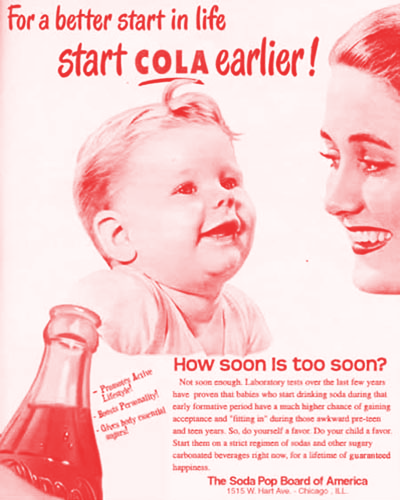 For a better start in life
start COLA earlier!
- Promotes Active
Lifestyle!
- Boosts Personality!
- Gives body essential
sugars!
How soon is too soon?
Not soon enough. Laboratory tests over the last few years
have proven that babies who start drinking soda during that
early formative period have a much higher chance of gaining
acceptance and "fitting in" during those awkward pre-teen
and teen years. So, do yourself a favor. Do your child a favor.
Start them on a strict regimen of sodas and other sugary
carbonated beverages right now, for a lifetime of guaranteed
happiness.
The Soda Pop Board of America
1515 W. Hart Ave. - Chicago, ILL.